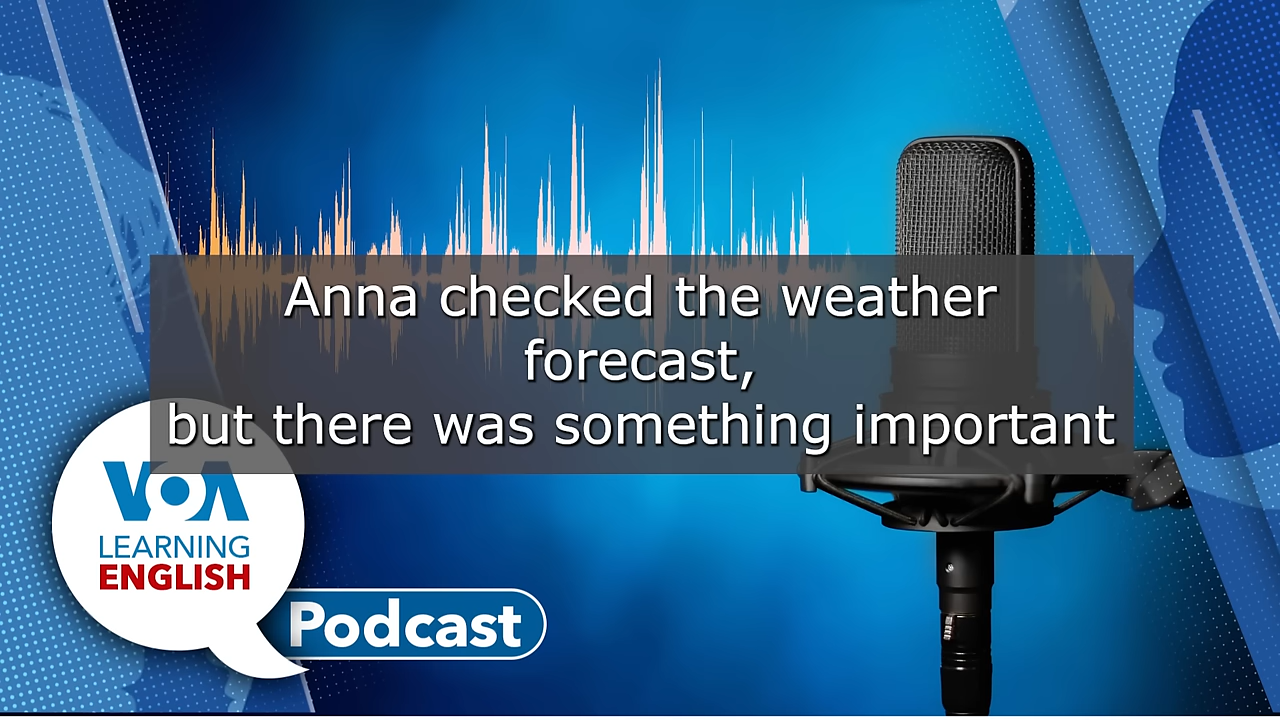 Anna checked the weather
forecast,
but there was something important
VOA
LEARNING
ENGLISH
Podcast